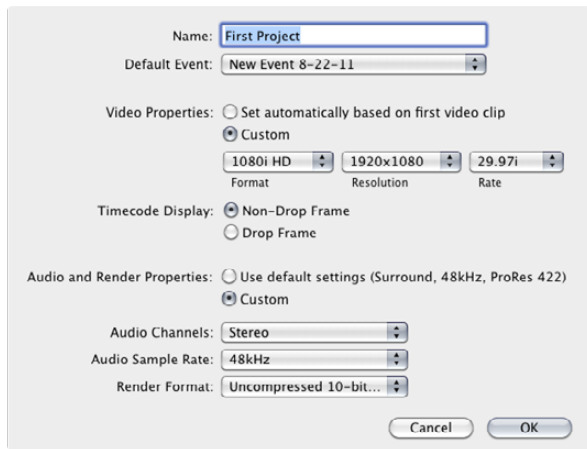 Name: First Project
Default Event: New Event 8-22-11
Video Properties: Set automatically based on first video clip
Custom
1080i HD 1920x1080 29.97i
Format Resolution Rate
Timecode Display: Non-Drop Frame
Drop Frame
Audio and Render Properties: Use default settings (Surround, 48kHz, ProRes 422)
Custom
Audio Channels: Stereo
Audio Sample Rate: 48kHz
Render Format: Uncompressed 10-bit...
Cancel OK